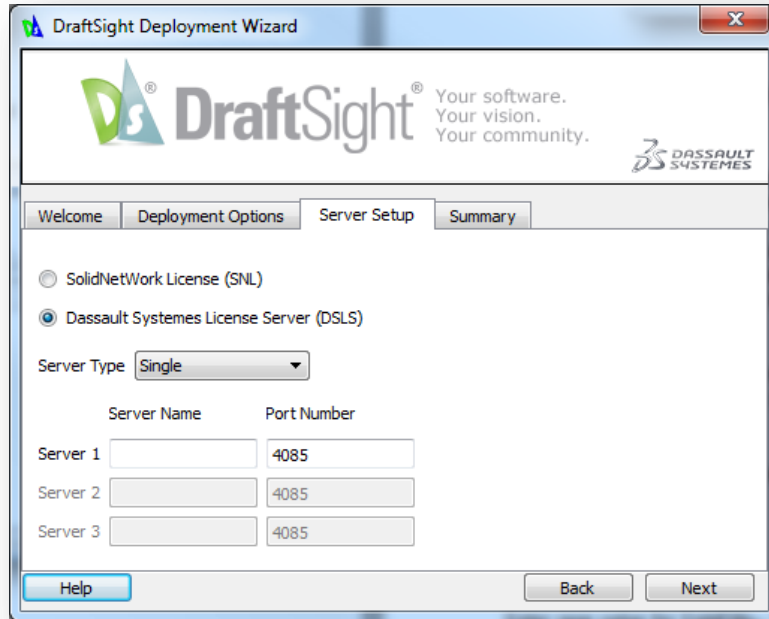 DraftSight Deployment Wizard
DS® DraftSight® Your software.
Your vision.
Your community.
DASSAULT
SYSTEMES
Welcome Deployment Options Server Setup Summary
SolidNetWork License (SNL)
Dassault Systemes License Server (DSLS)
Server Type Single
Server Name Port Number
Server 1 4085
Server 2 4085
Server 3 4085
Help Back Next